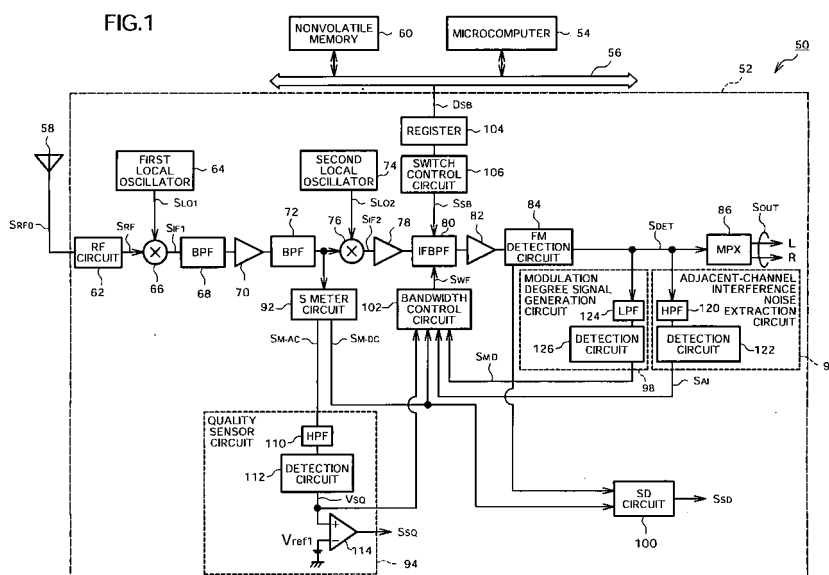 FIG.1
NONVOLATILE
MEMORY
60
MICROCOMPUTER
54
56
50
52
DSB
REGISTER
104
58
FIRST
LOCAL
OSCILLATOR
64
SECOND
LOCAL
OSCILLATOR
74
SWITCH
CONTROL
CIRCUIT
106
SRF0
SLO1
SLO2
SSB
SRF
SIF1
72
76
SIF2
78
80
82
84
86
SOUT
RF
CIRCUIT
62
66
BPF
68
70
BPF
IFBPF
FM
DETECTION
CIRCUIT
SDET
MPX
L
R
SWF
92
S METER
CIRCUIT
102
BANDWIDTH
CONTROL
CIRCUIT
MODULATION
DEGREE SIGNAL
GENERATION
CIRCUIT
124
LPF
126
DETECTION
CIRCUIT
98
ADJACENT-CHANNEL
INTERFERENCE
NOISE
EXTRACTION
CIRCUIT
HPF
120
DETECTION
CIRCUIT
122
9
SM-AC
SM-DC
SMD
SAI
QUALITY
SENSOR
CIRCUIT
110
HPF
112
DETECTION
CIRCUIT
VSQ
Vref1
+
−
114
SSQ
94
SD
CIRCUIT
100
SSD